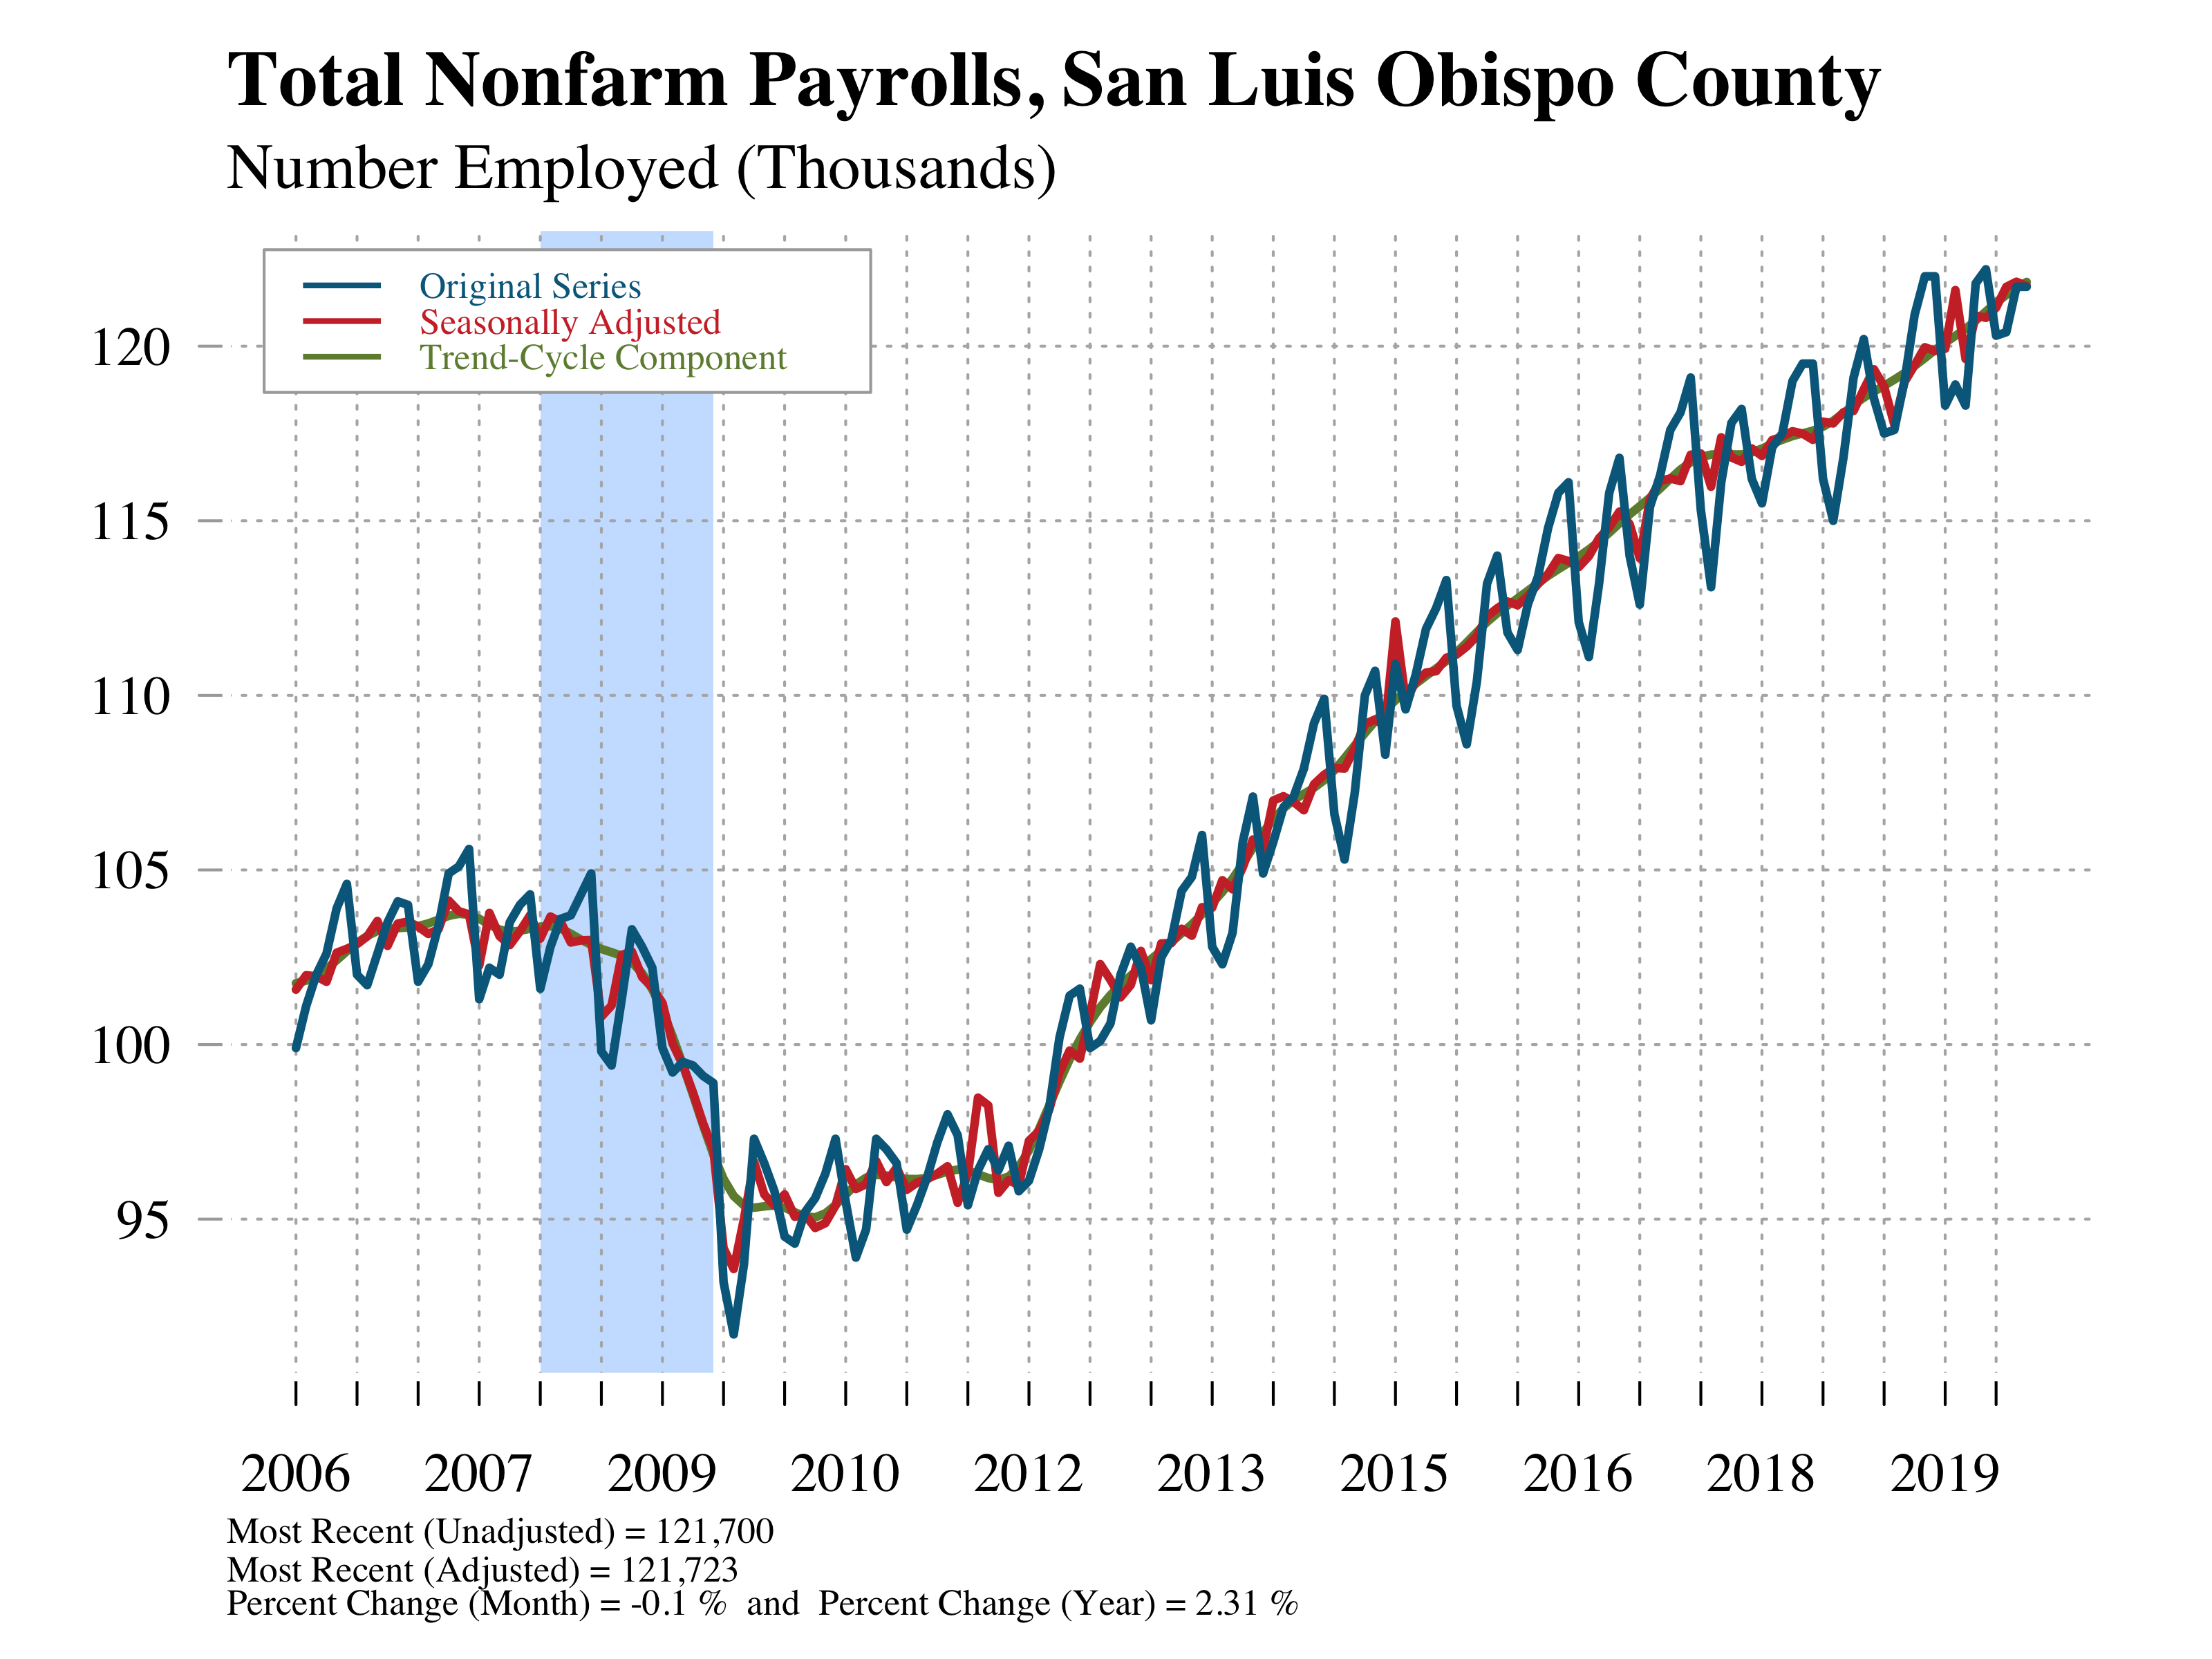 Total Nonfarm Payrolls, San Luis Obispo County
Number Employed (Thousands)
Original Series
Seasonally Adjusted
Trend-Cycle Component
120
115
110
105
100
95
2006 2007 2009 2010 2012 2013 2015 2016 2018 2019
Most Recent (Unadjusted) = 121,700
Most Recent (Adjusted) = 121,723
Percent Change (Month) = -0.1 % and Percent Change (Year) = 2.31 %